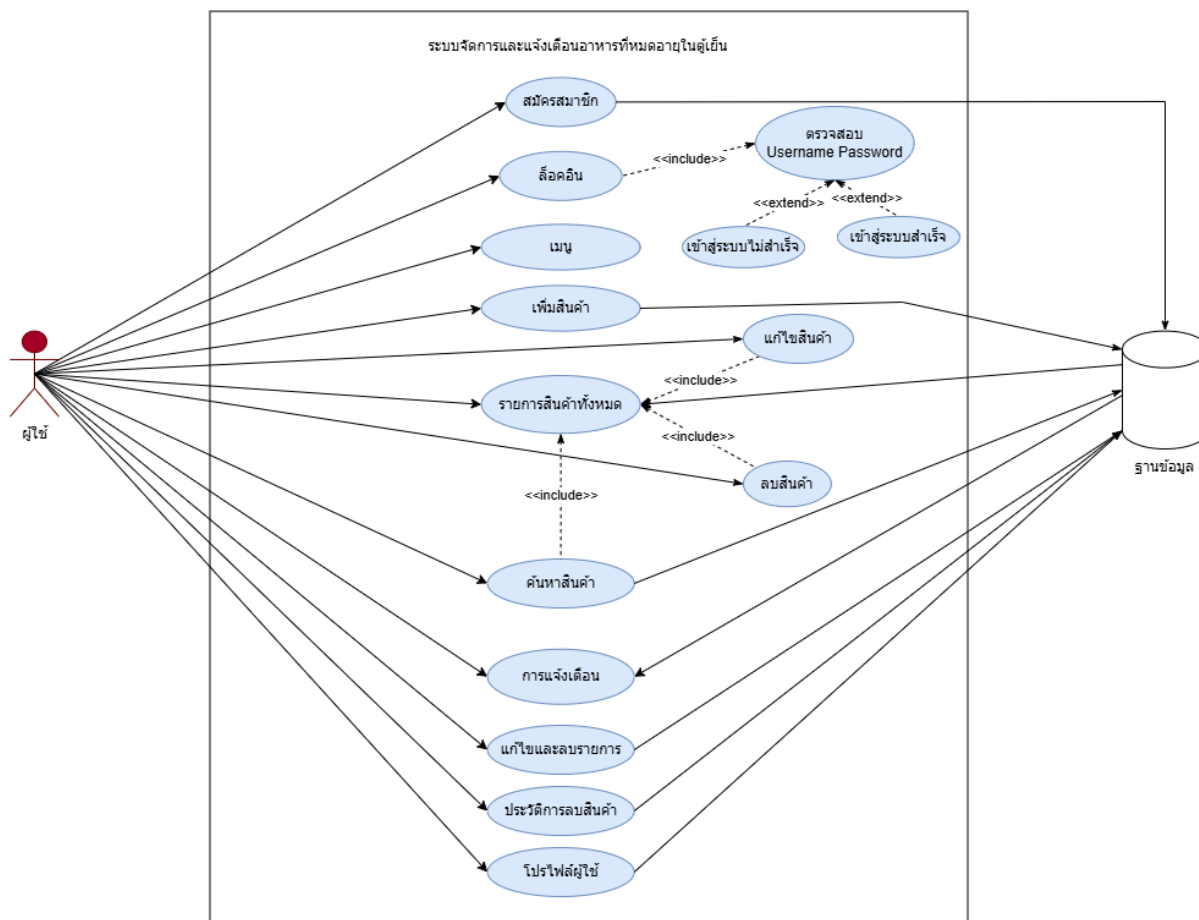 ระบบจัดการและแจ้งเตือนอาหารที่หมดอายุในตู้เย็น
สมัครสมาชิก
ตรวจสอบ
Username Password
<<include>>
ล็อคอิน
<<extend>>
<<extend>>
เมนู
เข้าสู่ระบบไม่สำเร็จ
เข้าสู่ระบบสำเร็จ
เพิ่มสินค้า
แก้ไขสินค้า
<<include>>
รายการสินค้าทั้งหมด
ผู้ใช้
<<include>>
ฐานข้อมูล
ลบสินค้า
<<include>>
ค้นหาสินค้า
การแจ้งเตือน
แก้ไขและลบรายการ
ประวัติการลบสินค้า
โปรไฟล์ผู้ใช้